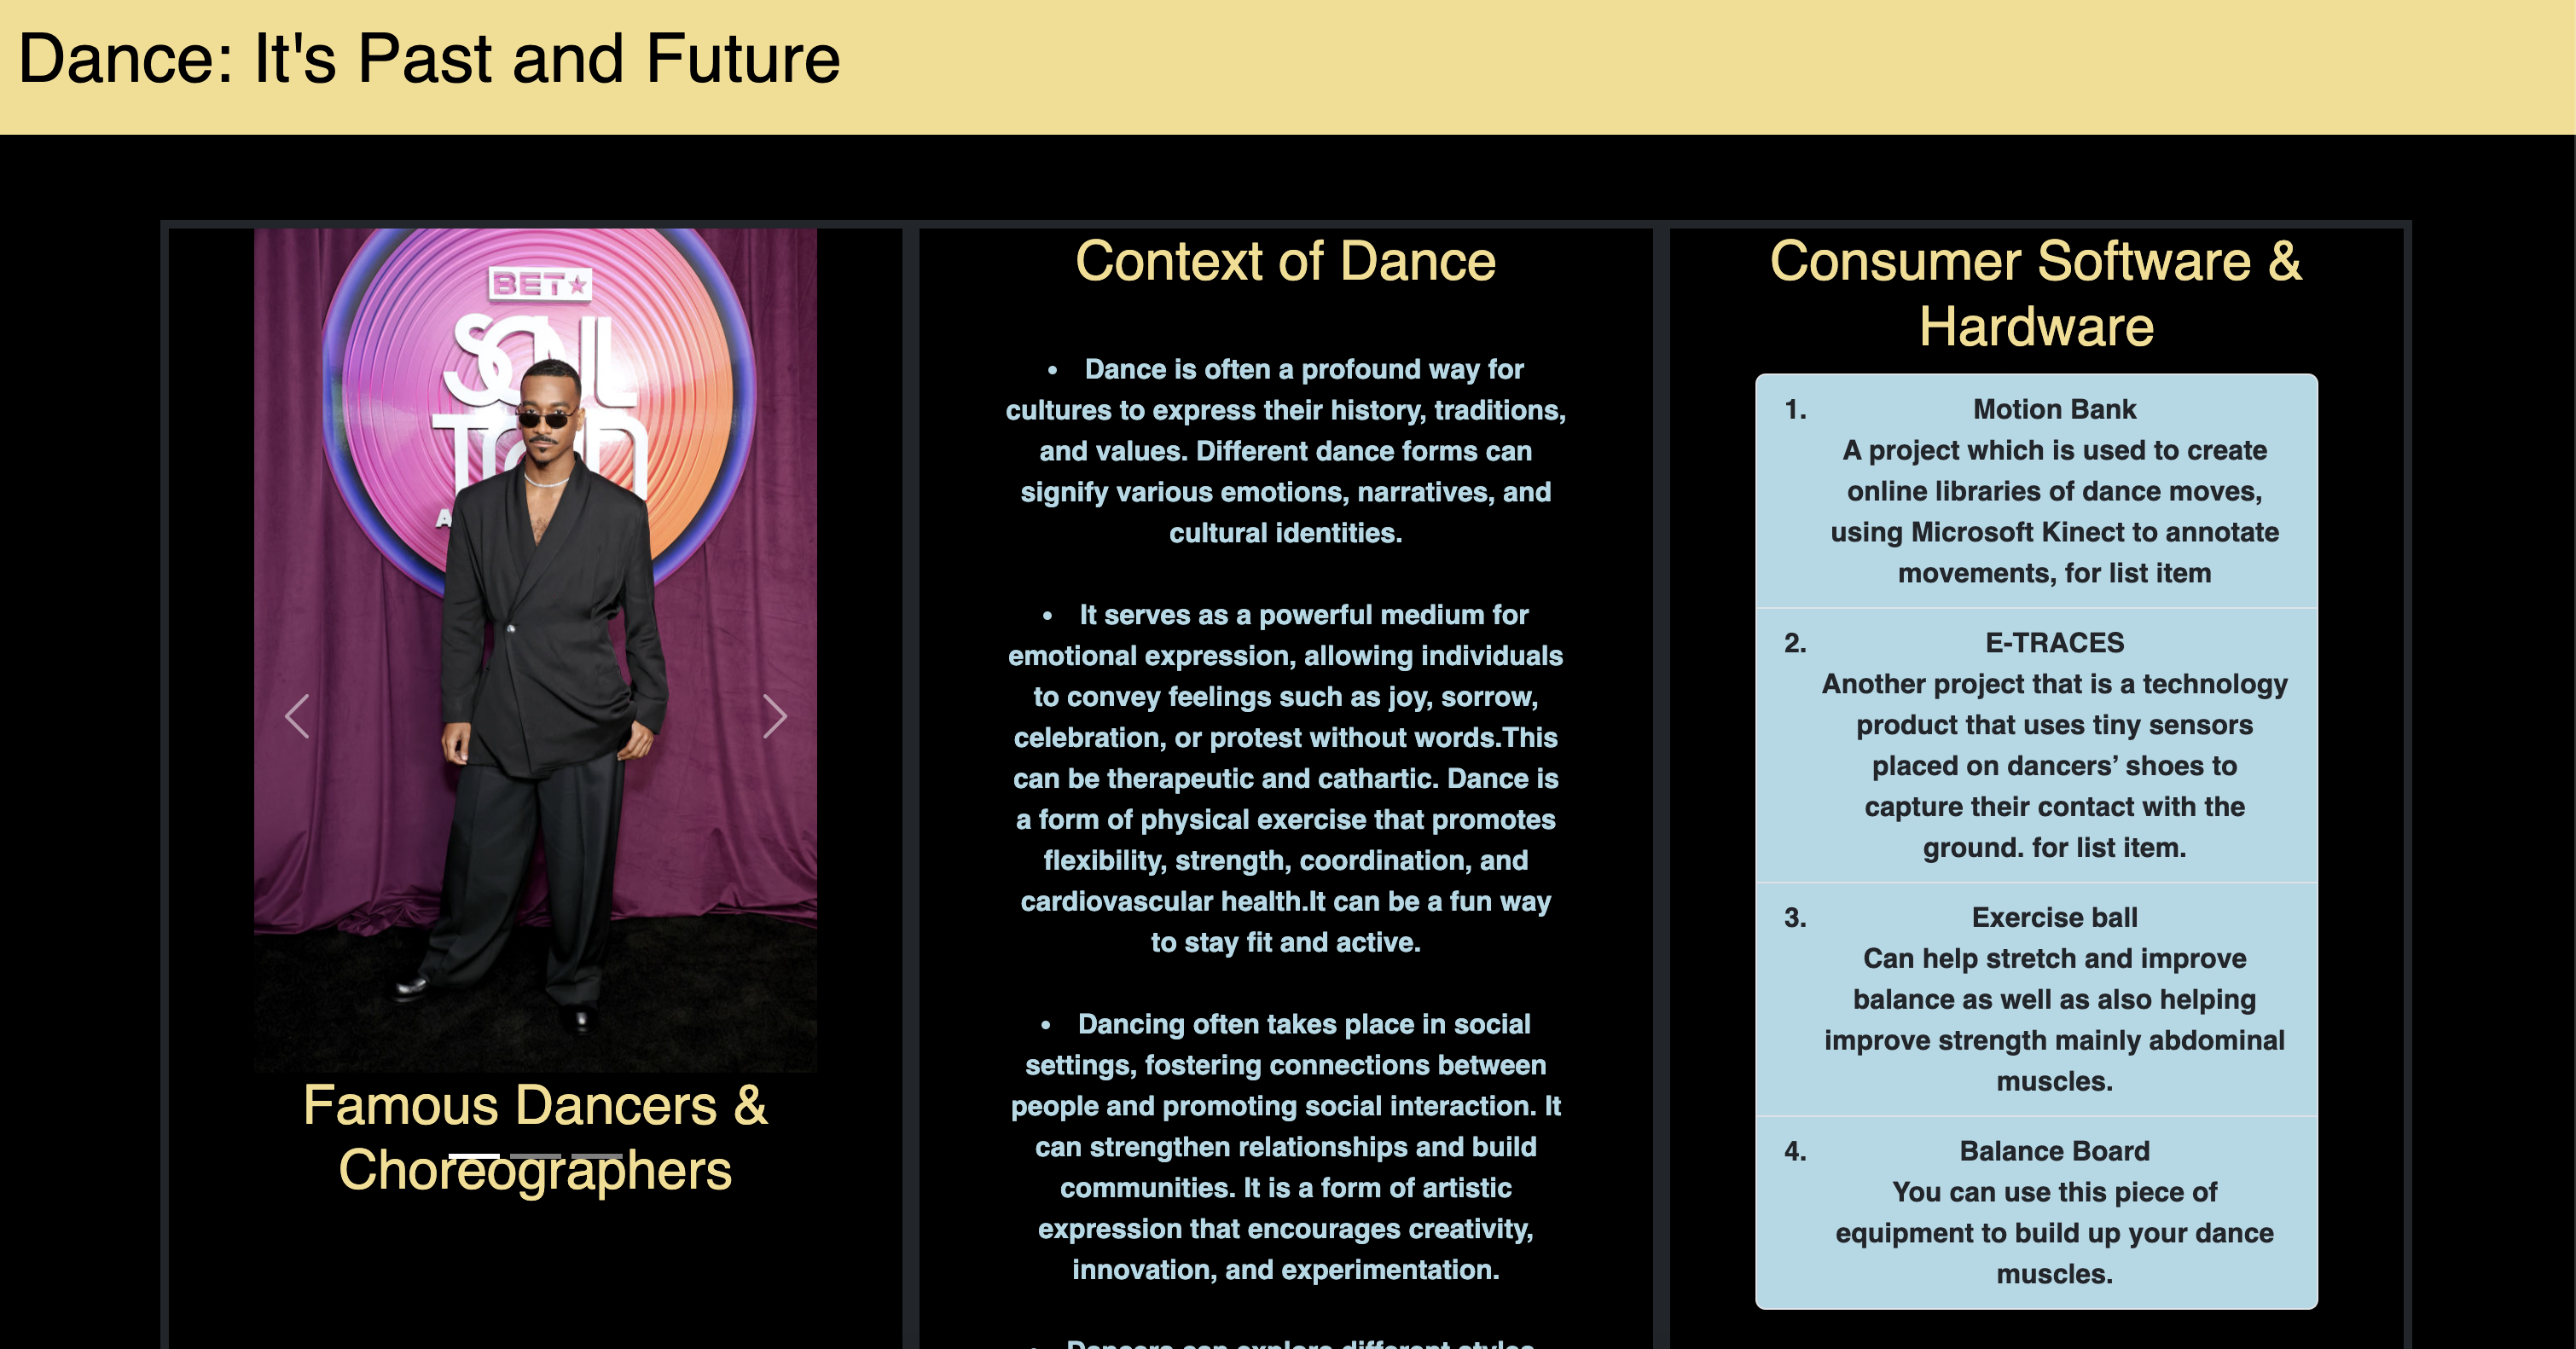 Dance: It's Past and Future
BET★
SOUL
TRAIN
A
Famous Dancers &
Choreographers
Context of Dance
• Dance is often a profound way for
cultures to express their history, traditions,
and values. Different dance forms can
signify various emotions, narratives, and
cultural identities.
• It serves as a powerful medium for
emotional expression, allowing individuals
to convey feelings such as joy, sorrow,
celebration, or protest without words.This
can be therapeutic and cathartic. Dance is
a form of physical exercise that promotes
flexibility, strength, coordination, and
cardiovascular health.It can be a fun way
to stay fit and active.
• Dancing often takes place in social
settings, fostering connections between
people and promoting social interaction. It
can strengthen relationships and build
communities. It is a form of artistic
expression that encourages creativity,
innovation, and experimentation.
• Dancers can explore different styles
Consumer Software &
Hardware
1. Motion Bank
A project which is used to create
online libraries of dance moves,
using Microsoft Kinect to annotate
movements, for list item
2. E-TRACES
Another project that is a technology
product that uses tiny sensors
placed on dancers’ shoes to
capture their contact with the
ground. for list item.
3. Exercise ball
Can help stretch and improve
balance as well as also helping
improve strength mainly abdominal
muscles.
4. Balance Board
You can use this piece of
equipment to build up your dance
muscles.